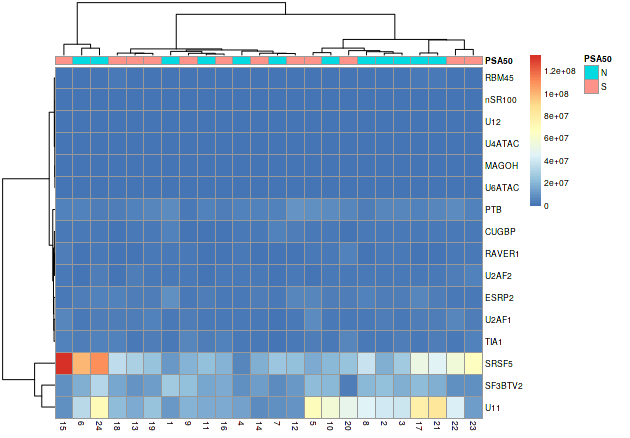 PSA50
RBM45
nSR100
U12
U4ATAC
MAGOH
U6ATAC
PTB
CUGBP
RAVER1
U2AF2
ESRP2
U2AF1
TIA1
SRSF5
SF3BTV2
U11
15 6 24 18 13 19 1 9 11 16 4 14 7 12 5 10 20 8 2 3 17 21 22 23
1.2e+08
1e+08
8e+07
6e+07
4e+07
2e+07
0
PSA50
N
S